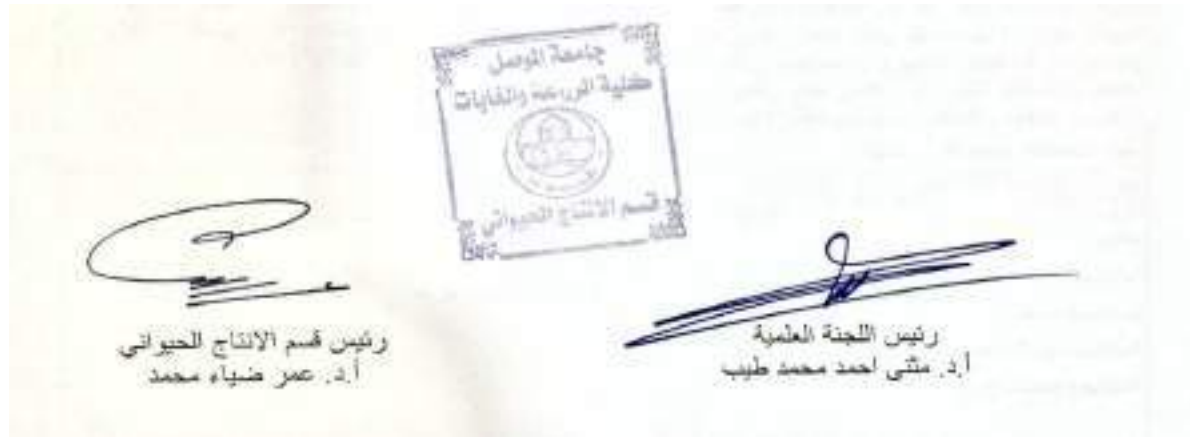 جامعة الموصل
كلية الزراعة والغابات
قسم الانتاج الحيواني
رئيس اللجنة العلمية
أ.د. مثنى احمد محمد طيب
رئيس قسم الانتاج الحيواني
أ.د. عمر ضياء محمد